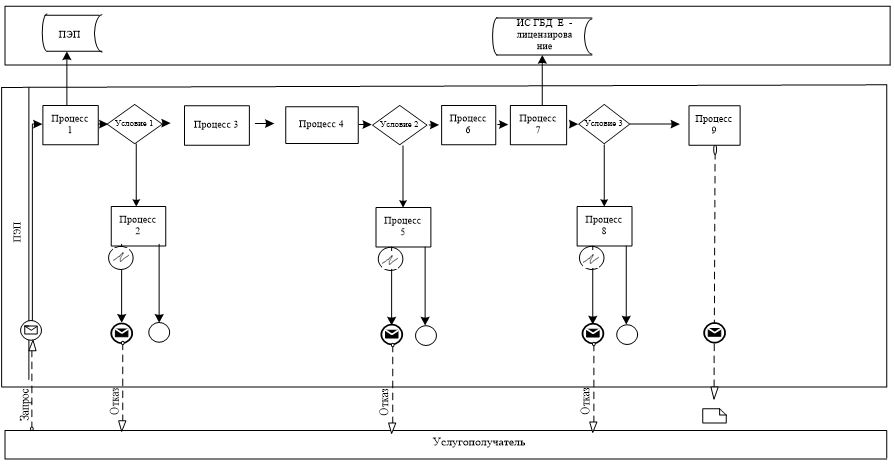 ПЭП
ИС ГБД Е -
лицензирова
ние
Процесс
1
Условие 1
Процесс 3
Процесс 4
Условие 2
Процесс
6
Процесс
7
Условие 3
Процесс
9
Процесс
2
Процесс
5
Процесс
8
ПЭП
Запрос
Отказ
Отказ
Отказ
Услугополучатель